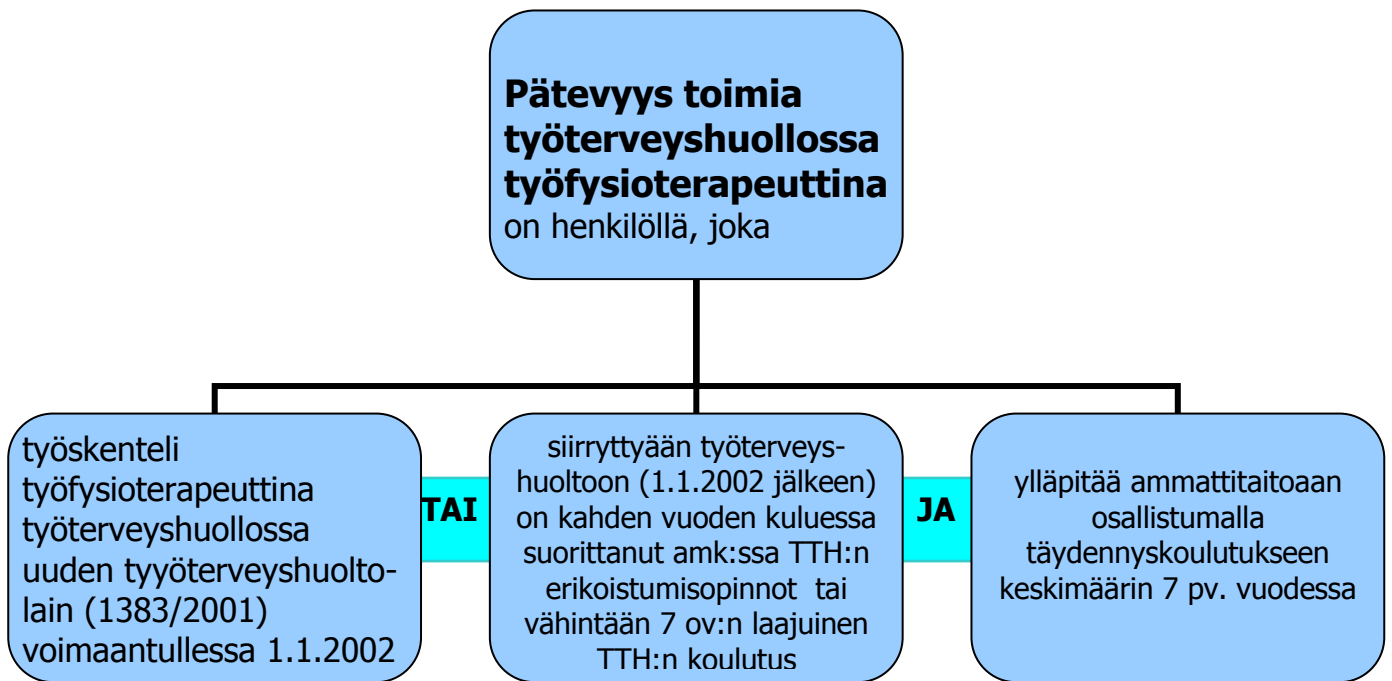 Pätevyys toimia
työterveyshuollossa
työfysioterapeuttina
on henkilöllä, joka
työskenteli
työfysioterapeuttina
työterveyshuollossa
uuden tyyöterveyshuolto-
lain (1383/2001)
voimaantullessa 1.1.2002
TAI
siirryttyään työterveys-
huoltoon (1.1.2002 jälkeen)
on kahden vuoden kuluessa
suorittanut amk:ssa TTH:n
erikoistumisopinnot tai
vähintään 7 ov:n laajuinen
TTH:n koulutus
JA
ylläpitää ammattitaitoaan
osallistumalla
täydennyskoulutukseen
keskimäärin 7 pv. vuodessa